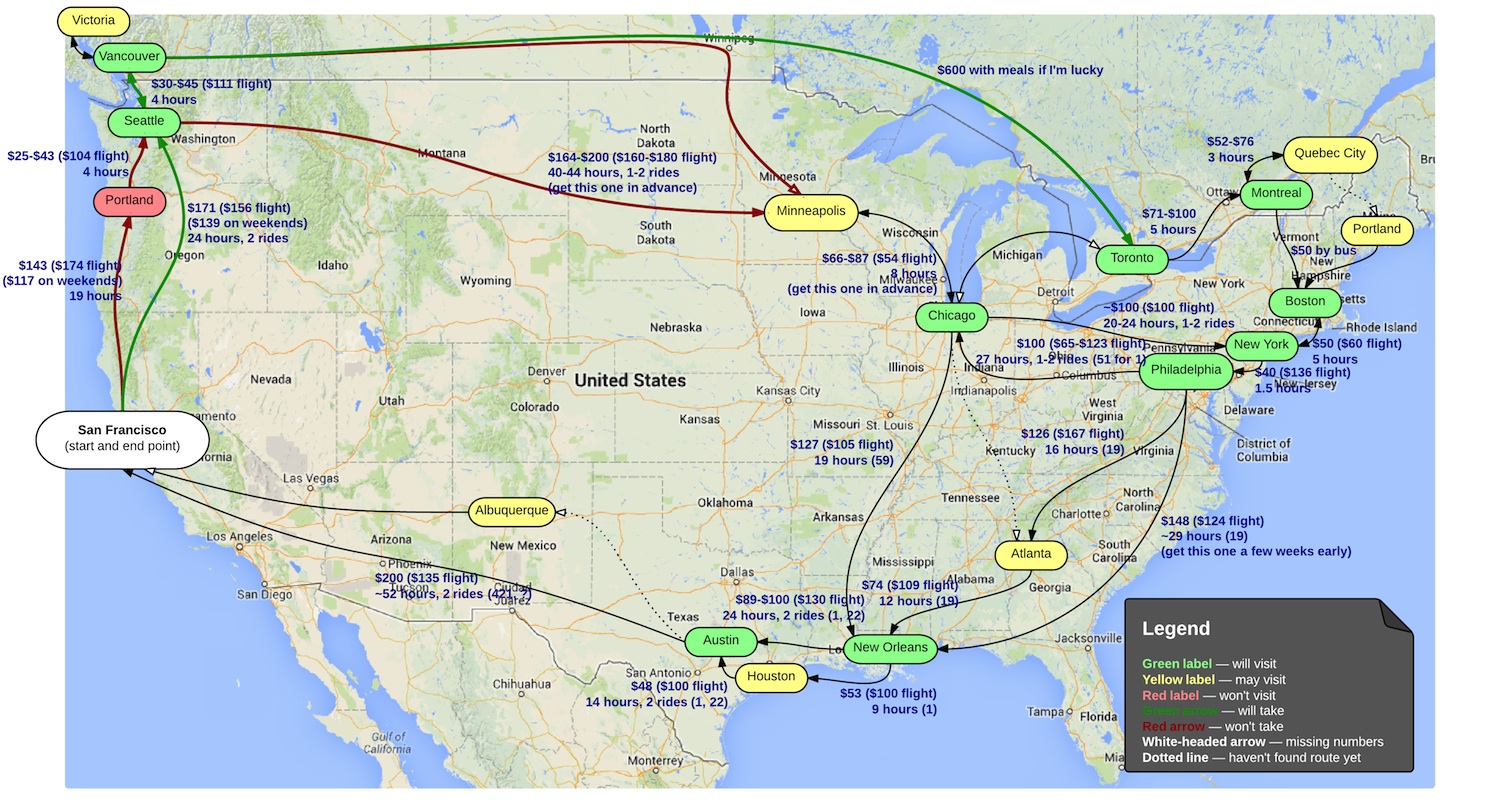 Victoria
Vancouver
Winnipeg
$600 with meals if I'm lucky
$30-$45 ($111 flight)
4 hours
Seattle
Washington
Montana
North
Dakota
$25-$43 ($104 flight)
4 hours
$164-$200 ($160-$180 flight)
40-44 hours, 1-2 rides
(get this one in advance)
Minnesota
$52-$76
3 hours
Quebec City
Ottawa
Montreal
Portland
$171 ($156 flight)
($139 on weekends)
24 hours, 2 rides
Minneapolis
South
Dakota
Wisconsin
$71-$100
5 hours
Maine
Portland
Vermont
$50 by bus
New
Hampshire
Oregon
$143 ($174 flight)
($117 on weekends)
19 hours
Idaho
Wyoming
$66-$87 ($54 flight)
8 hours
(get this one in advance)
Milwaukee
Michigan
Toronto
Detroit
New York
Boston
setts
Iowa
Chicago
~$100 ($100 flight)
20-24 hours, 1-2 rides
Connecticut
Rhode Island
Nebraska
$100 ($65-$123 flight)
27 hours, 1-2 rides (51 for 1)
Pennsylvania
New York
$50 ($60 flight)
5 hours
Nevada
Utah
Denver
Colorado
United States
Kansas City
Illinois
Indiana
Indianapolis
Ohio
Columbus
Philadelphia
$40 ($136 flight)
1.5 hours
New Jersey
San Francisco
(start and end point)
amento
fornia
Kansas
Missouri
St. Louis
West
Virginia
Delaware
District of
Columbia
$127 ($105 flight)
19 hours (59)
$126 ($167 flight)
16 hours (19)
Kentucky
Virginia
Las Vegas
Albuquerque
Oklahoma
Arkansas
Tennessee
North
Carolina
Charlotte
$148 ($124 flight)
~29 hours (19)
(get this one a few weeks early)
Los Angeles
Arizona
New Mexico
Phoenix
Tucson
San Diego
Ciudad
Juárez
$200 ($135 flight)
~52 hours, 2 rides (421, ?)
Dallas
Mississippi
Alabama
Atlanta
South
Carolina
Georgia
$74 ($109 flight)
12 hours (19)
$89-$100 ($130 flight)
24 hours, 2 rides (1, 22)
Texas
Austin
New Orleans
Jacksonville
San Antonio
Houston
$48 ($100 flight)
14 hours, 2 rides (1, 22)
$53 ($100 flight)
9 hours (1)
Chihuahua
Gulf of
California
Monterrey
Tampa
Florida
Legend
Green label — will visit
Yellow label — may visit
Red label — won't visit
Green arrow — will take
Red arrow — won't take
White-headed arrow — missing numbers
Dotted line — haven't found route yet